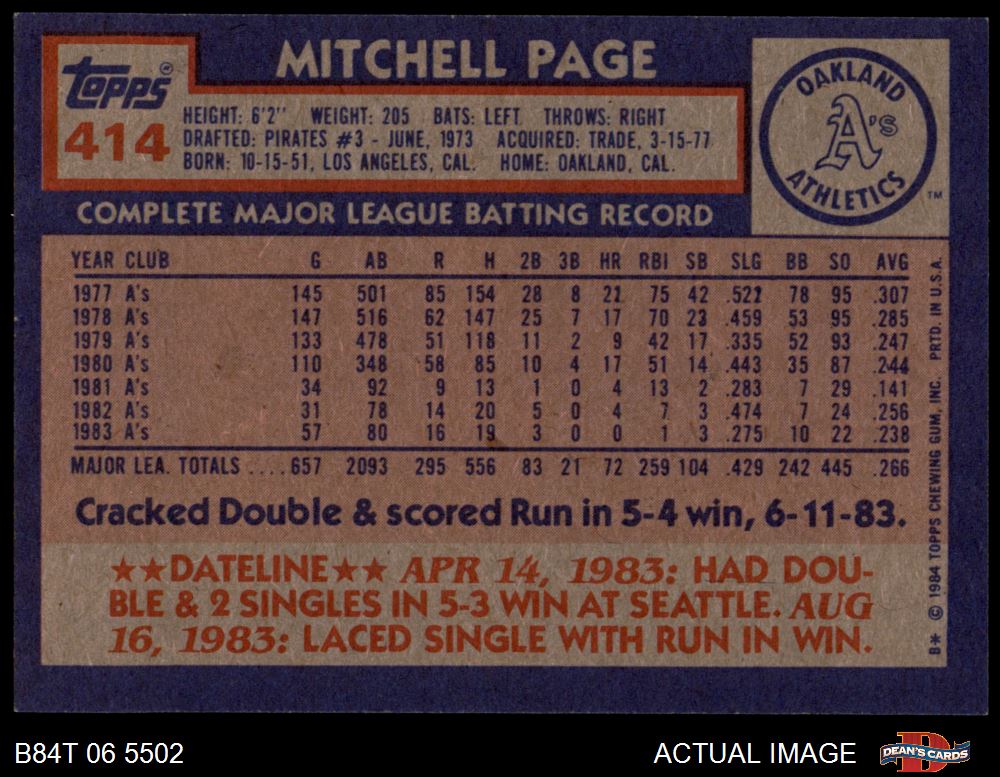 topps®
414
MITCHELL PAGE
HEIGHT: 6'2" WEIGHT: 205 BATS: LEFT THROWS: RIGHT
DRAFTED: PIRATES #3 - JUNE, 1973 ACQUIRED: TRADE, 3-15-77
BORN: 10-15-51, LOS ANGELES, CAL. HOME: OAKLAND, CAL.
OAKLAND
A's
ATHLETICS
TM
COMPLETE MAJOR LEAGUE BATTING RECORD
YEAR CLUB G AB R H 2B 3B HR RBI SB SLG BB SO AVG
1977 A's 145 501 85 154 28 8 21 75 42 .521 78 95 .307
1978 A's 147 516 62 147 25 7 17 70 23 .459 53 95 .285
1979 A's 133 478 51 118 11 2 9 42 17 .335 52 93 .247
1980 A's 110 348 58 85 10 4 17 51 14 .443 35 87 .244
1981 A's 34 92 9 13 1 0 4 13 2 .283 7 29 .141
1982 A's 31 78 14 20 5 0 4 7 3 .474 7 24 .256
1983 A's 57 80 16 19 3 0 0 1 3 .275 10 22 .238
MAJOR LEA. TOTALS .... 657 2093 295 556 83 21 72 259 104 .429 242 445 .266
Cracked Double & scored Run in 5-4 win, 6-11-83.
★★DATELINE★★ APR 14, 1983: HAD DOU-
BLE & 2 SINGLES IN 5-3 WIN AT SEATTLE. AUG
16, 1983: LACED SINGLE WITH RUN IN WIN.
B* © 1984 TOPPS CHEWING GUM, INC. PRTD. IN U.S.A.
B84T 06 5502
ACTUAL IMAGE
DEAN'S CARDS